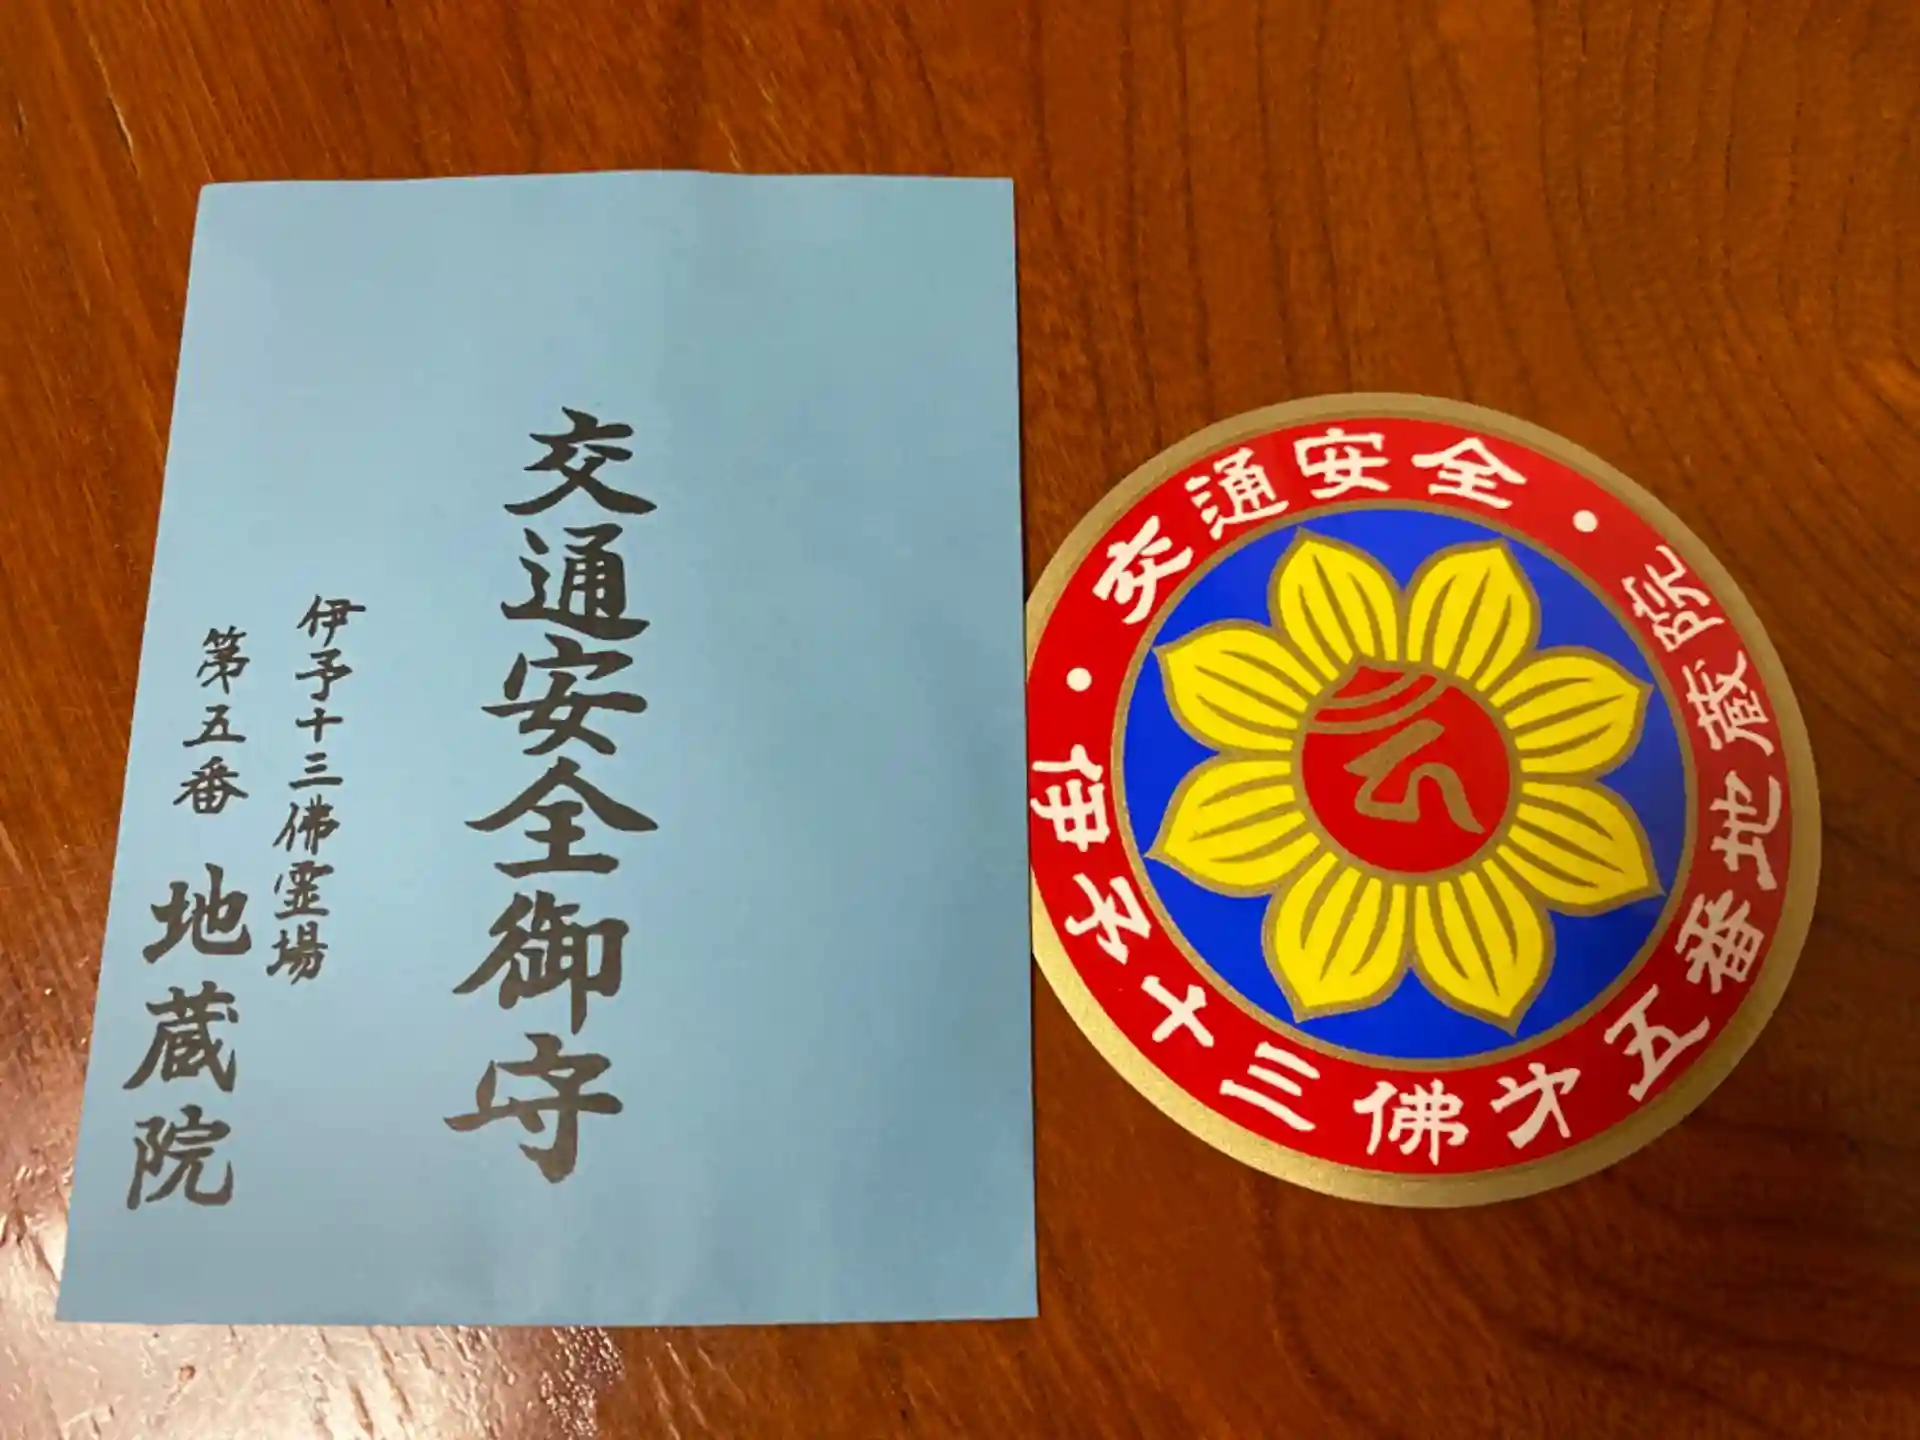 交通安全御守
伊予十三佛霊場
第五番 地蔵院
・交通安全・
伊予十三佛㐧五番地蔵院